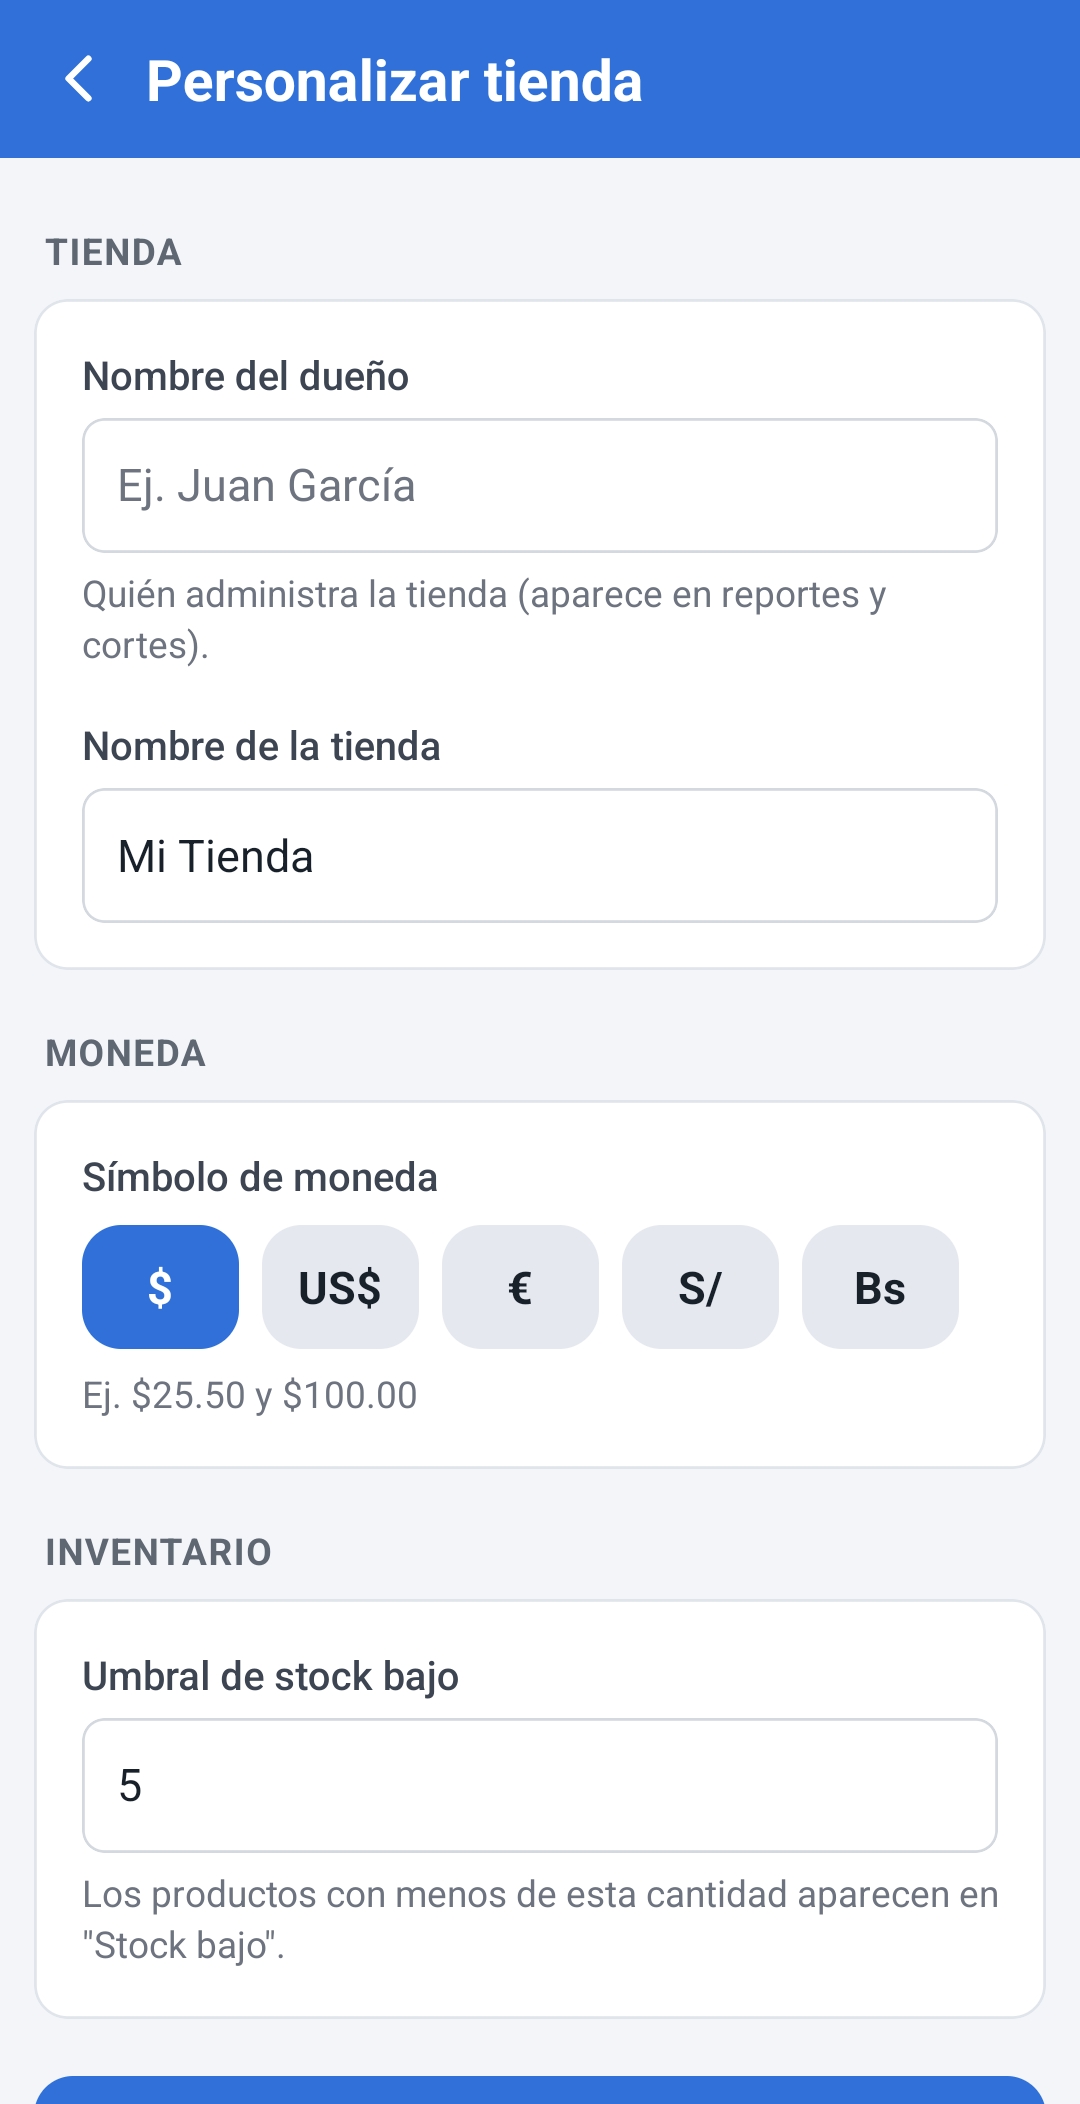 Personalizar tienda
TIENDA
Nombre del dueño
Ej. Juan García
Quién administra la tienda (aparece en reportes y
cortes).
Nombre de la tienda
Mi Tienda
MONEDA
Símbolo de moneda
$ US$ € S/ Bs
Ej. $25.50 y $100.00
INVENTARIO
Umbral de stock bajo
5
Los productos con menos de esta cantidad aparecen en
"Stock bajo".